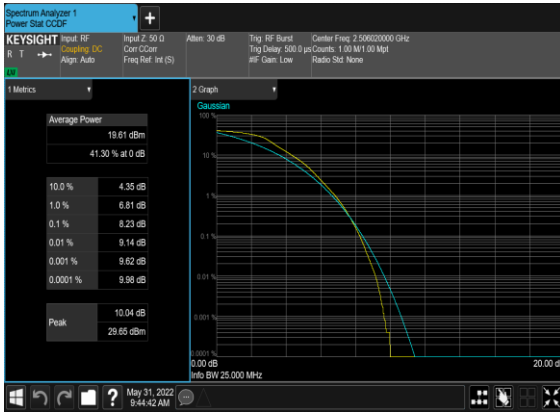 Spectrum Analyzer 1
Power Stat CCDF
KEYSIGHT
R T
LW
Input: RF
Coupling: DC
Align: Auto
Input Z: 50 Ω
Corr CCorr
Freq Ref: Int (S)
Atten: 30 dB
Trig: RF Burst
Trig Delay: 500.0 µs
#IF Gain: Low
Center Freq: 2.506020000 GHz
Counts: 1.00 M/1.00 Mpt
Radio Std: None
1 Metrics
Average Power
19.61 dBm
41.30 % at 0 dB
10.0 % 4.35 dB
1.0 % 6.81 dB
0.1 % 8.23 dB
0.01 % 9.14 dB
0.001 % 9.62 dB
0.0001 % 9.98 dB
Peak
10.04 dB
29.65 dBm
2 Graph
Gaussian
100 %
10 %
1 %
0.1 %
0.01 %
0.001 %
0.0001 %
0.00 dB
20.00 d
Info BW 25.000 MHz
?
May 31, 2022
9:44:42 AM